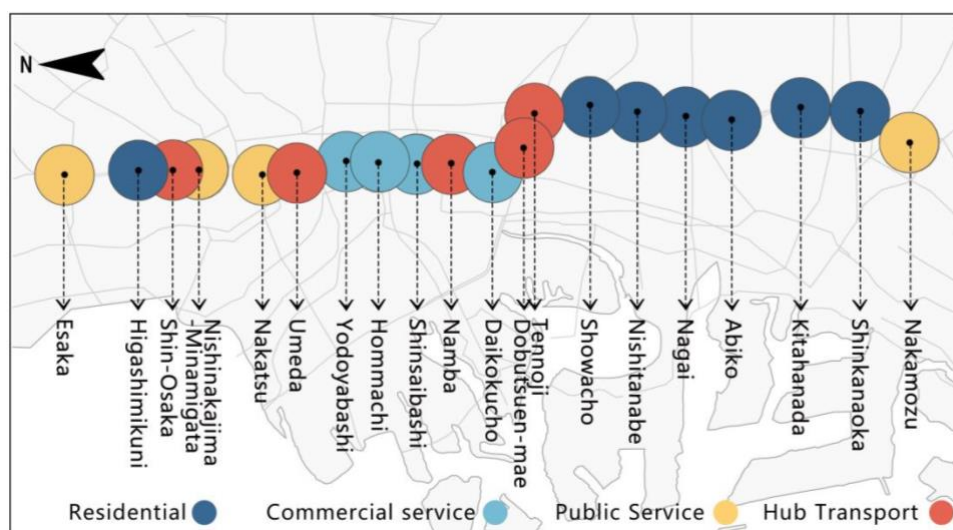 N
Esaka
Higashimikuni
Shin-Osaka
Nishinakajima
-Minamigata
Nakatsu
Umeda
Yodoyabashi
Hommachi
Shinsaibashi
Namba
Daikokucho
Dobutsuen-mae
Tennoji
Showacho
Nishitanabe
Nagai
Abiko
Kitahanada
Shinkanaoka
Nakamozu
Residential
Commercial service
Public Service
Hub Transport